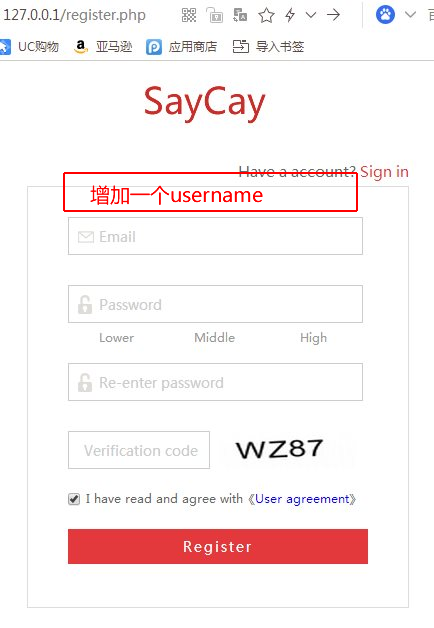 127.0.0.1/register.php
UC购物 亚马逊 应用商店 导入书签
SayCay
Have a account? Sign in
增加一个username
Email
Password
Lower Middle High
Re-enter password
Verification code WZ87
I have read and agree with《User agreement》
Register